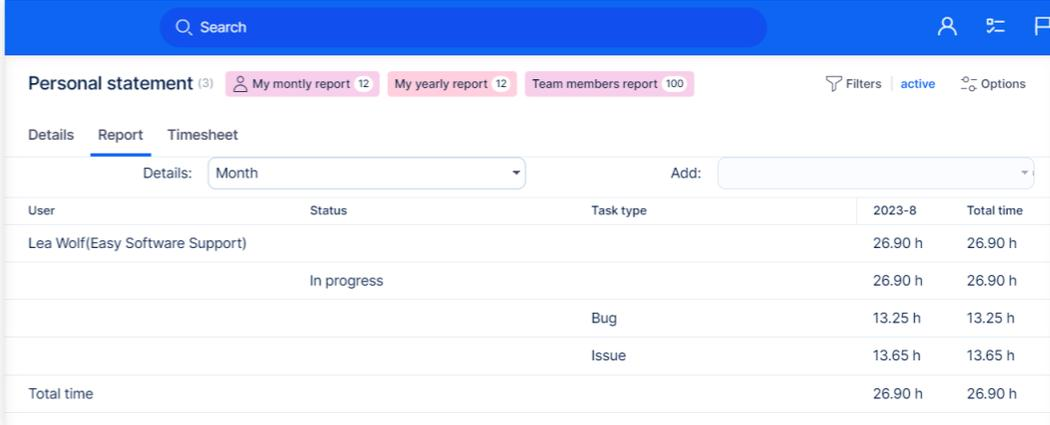 Search
Personal statement (3) My montly report 12 My yearly report 12 Team members report 100 Filters active Options
Details Report Timesheet
Details: Month Add:
User Status Task type 2023-8 Total time
Lea Wolf(Easy Software Support) 26.90 h 26.90 h
In progress 26.90 h 26.90 h
Bug 13.25 h 13.25 h
Issue 13.65 h 13.65 h
Total time 26.90 h 26.90 h